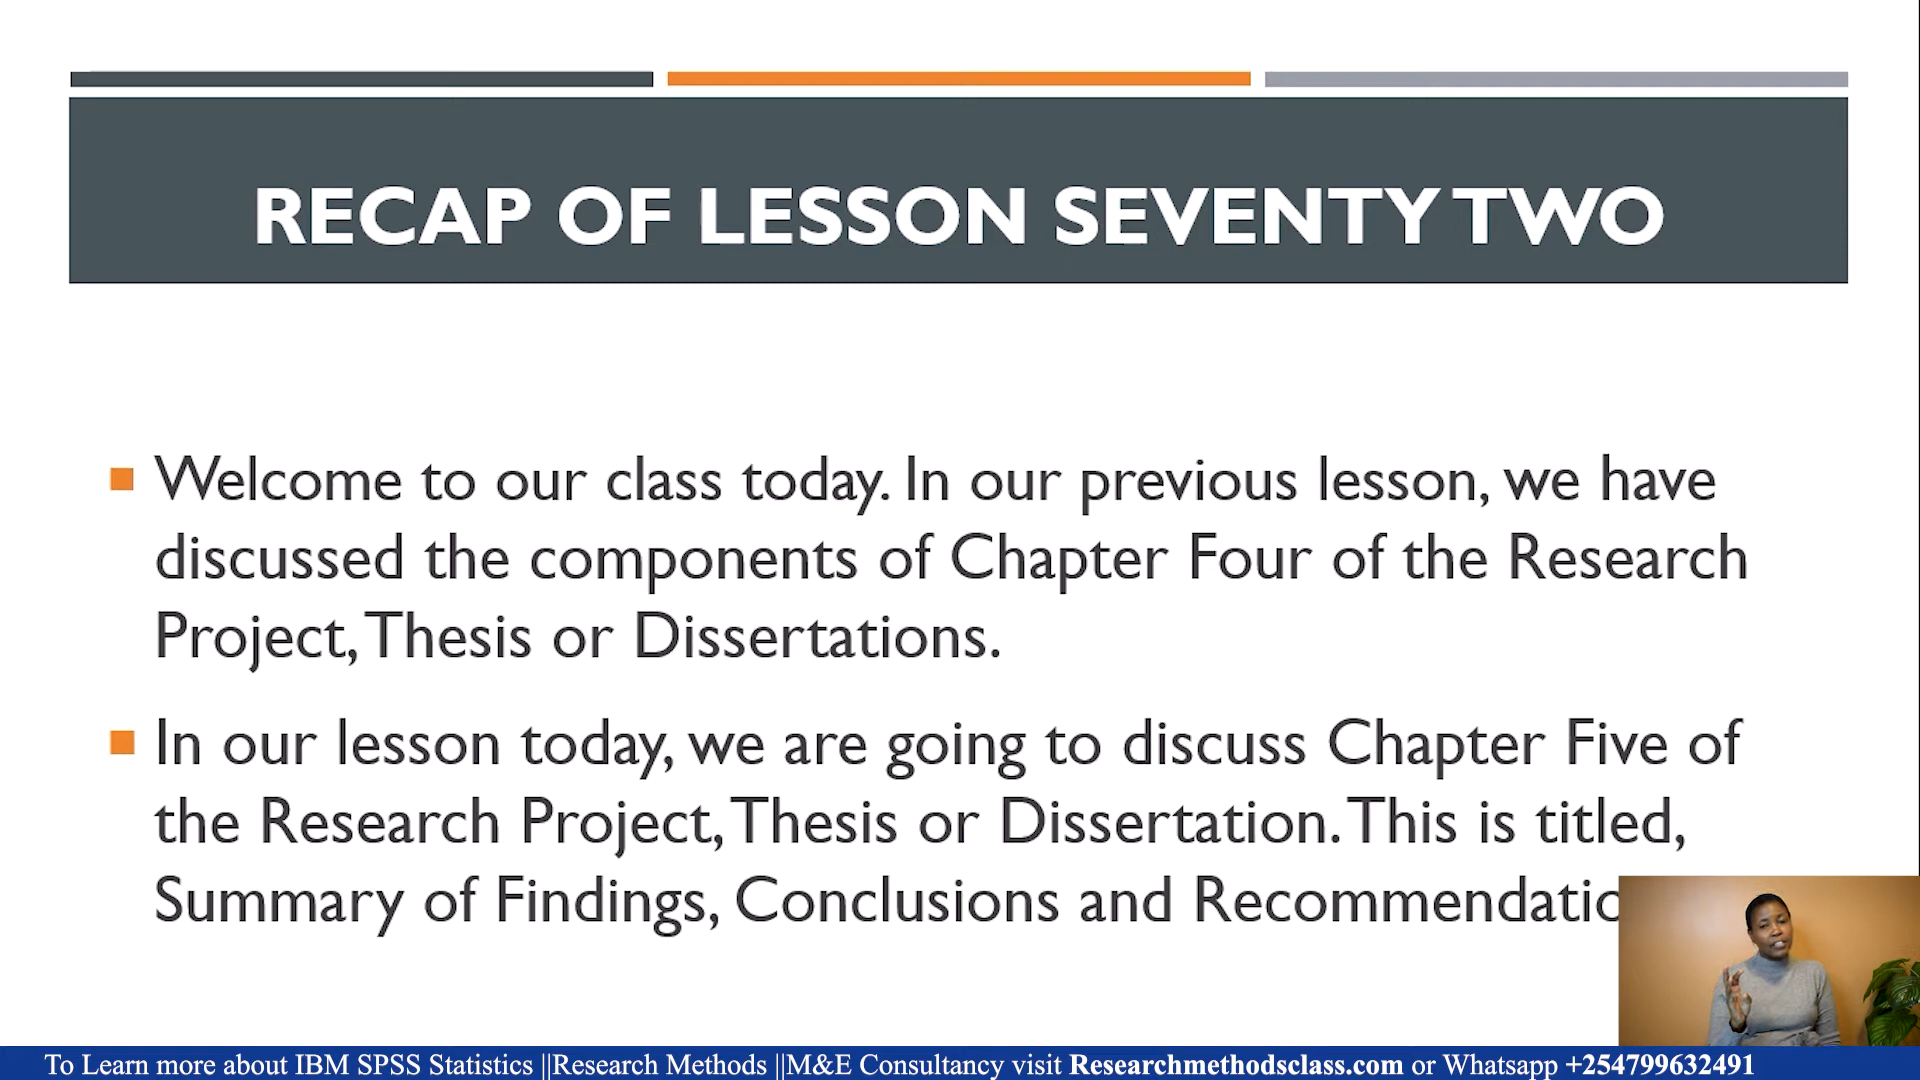 RECAP OF LESSON SEVENTY TWO
Welcome to our class today. In our previous lesson, we have
discussed the components of Chapter Four of the Research
Project, Thesis or Dissertations.
In our lesson today, we are going to discuss Chapter Five of
the Research Project, Thesis or Dissertation. This is titled,
Summary of Findings, Conclusions and Recommendatio
To Learn more about IBM SPSS Statistics ||Research Methods ||M&E Consultancy visit Researchmethodsclass.com or Whatsapp +254799632491